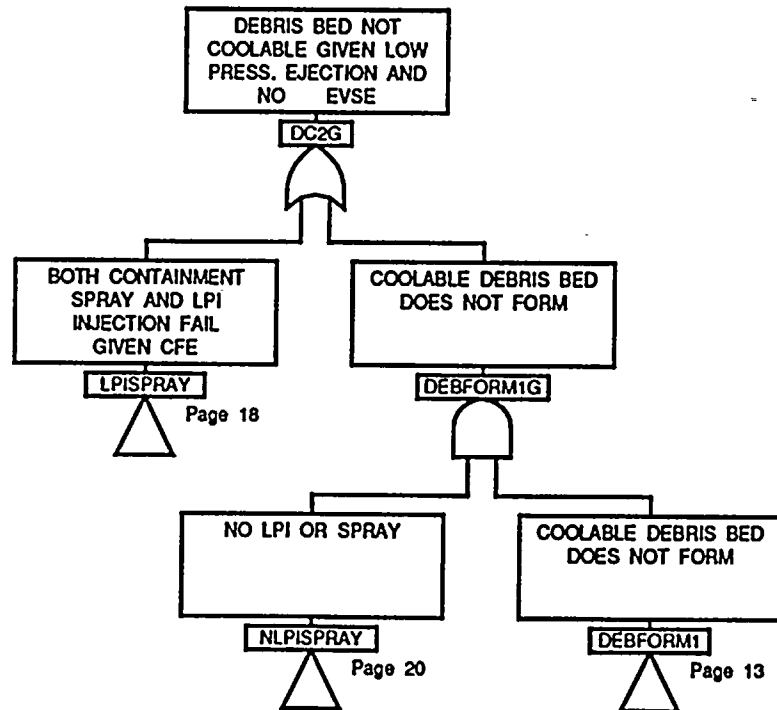 DEBRIS BED NOT
COOLABLE GIVEN LOW
PRESS. EJECTION AND
NO EVSE
DC2G
BOTH CONTAINMENT
SPRAY AND LPI
INJECTION FAIL
GIVEN CFE
LPISPRAY
Page 18
COOLABLE DEBRIS BED
DOES NOT FORM
DEBFORM1G
NO LPI OR SPRAY
NLPISPRAY
Page 20
COOLABLE DEBRIS BED
DOES NOT FORM
DEBFORM1
Page 13